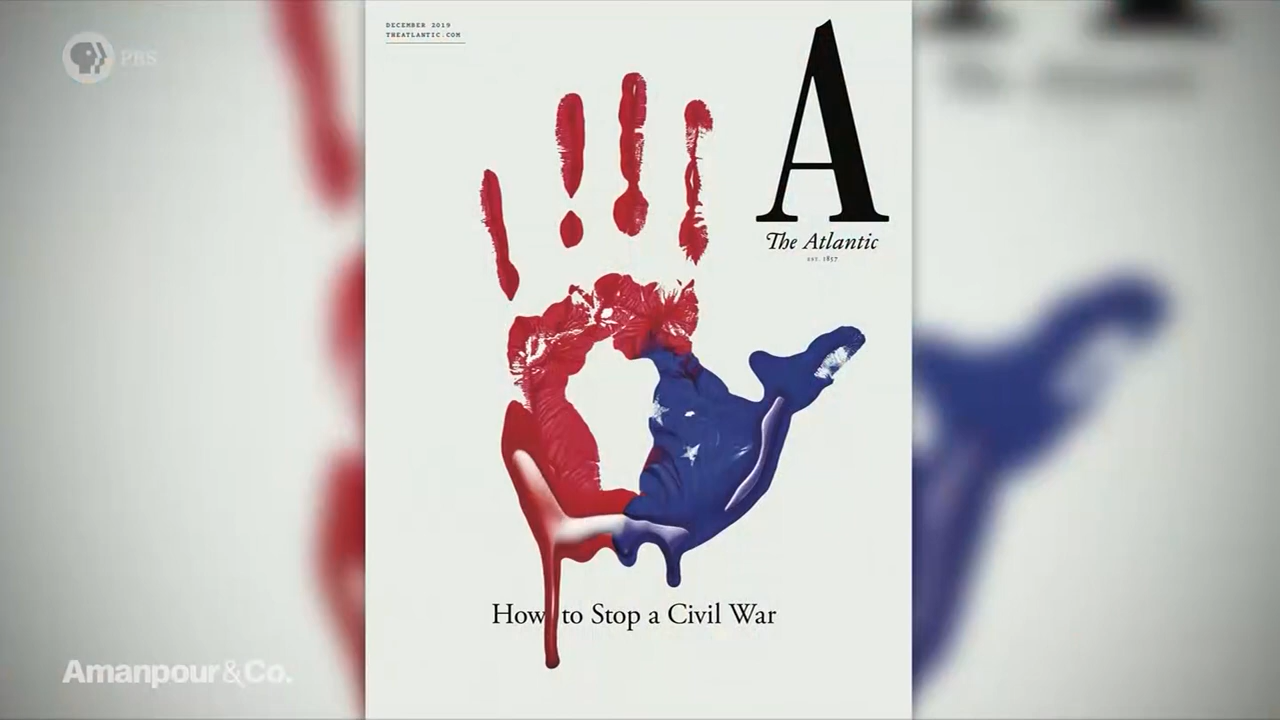 PBS
DECEMBER 2019
THEATLANTIC.COM
A
The Atlantic
EST. 1857
How to Stop a Civil War
Amanpour&Co.